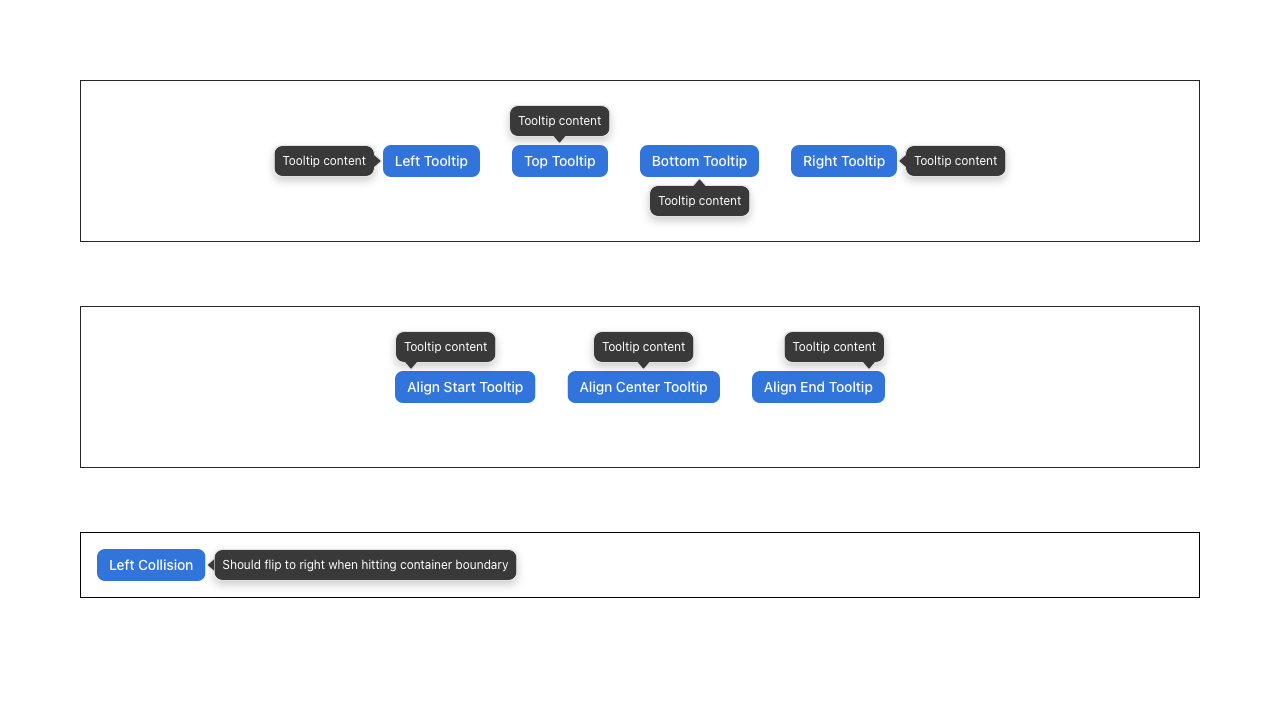 Tooltip content
Tooltip content
Left Tooltip
Top Tooltip
Bottom Tooltip
Right Tooltip
Tooltip content
Tooltip content
Tooltip content
Tooltip content
Tooltip content
Align Start Tooltip
Align Center Tooltip
Align End Tooltip
Left Collision
Should flip to right when hitting container boundary